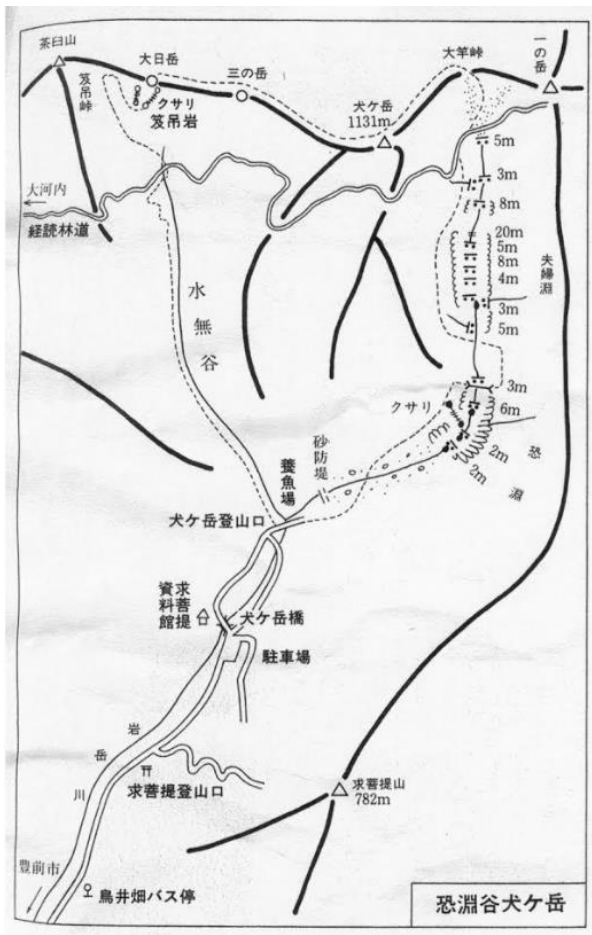 茶臼山
大日岳
三の岳
大竿峠
一の岳
笈吊峠
クサリ
笈吊岩
犬ケ岳
1131m
5m
3m
8m
20m
5m
8m
4m
3m
5m
夫婦淵
大河内
経読林道
水無谷
3m
6m
クサリ
2m
2m
恐淵
砂防堤
養魚場
犬ケ岳登山口
求菩提
資料館
犬ケ岳橋
駐車場
岩岳川
求菩提登山口
求菩提山
782m
豊前市
鳥井畑バス停
恐淵谷犬ケ岳